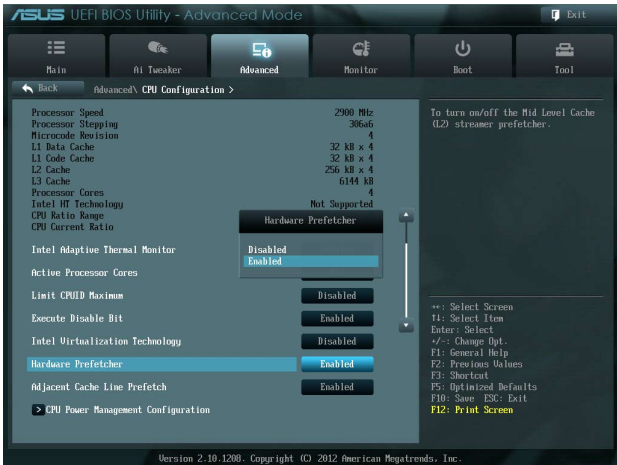 ASUS UEFI BIOS Utility - Advanced Mode
Exit
Main
Ai Tweaker
Advanced
Monitor
Boot
Tool
Back
Advanced\ CPU Configuration >
Processor Speed 2900 MHz
Processor Stepping 306a6
Microcode Revision 4
L1 Data Cache 32 kB x 4
L1 Code Cache 32 kB x 4
L2 Cache 256 kB x 4
L3 Cache 6144 kB
Processor Cores 4
Intel HT Technology Not Supported
CPU Ratio Range
CPU Current Ratio
Hardware Prefetcher
Disabled
Enabled
Intel Adaptive Thermal Monitor
Active Processor Cores
Limit CPUID Maximum Disabled
Execute Disable Bit Enabled
Intel Virtualization Technology Disabled
Hardware Prefetcher Enabled
Adjacent Cache Line Prefetch Enabled
> CPU Power Management Configuration
To turn on/off the Mid Level Cache
(L2) streamer prefetcher.
→←: Select Screen
↑↓: Select Item
Enter: Select
+/-: Change Opt.
F1: General Help
F2: Previous Values
F3: Shortcut
F5: Optimized Defaults
F10: Save ESC: Exit
F12: Print Screen
Version 2.10.1208. Copyright (C) 2012 American Megatrends, Inc.